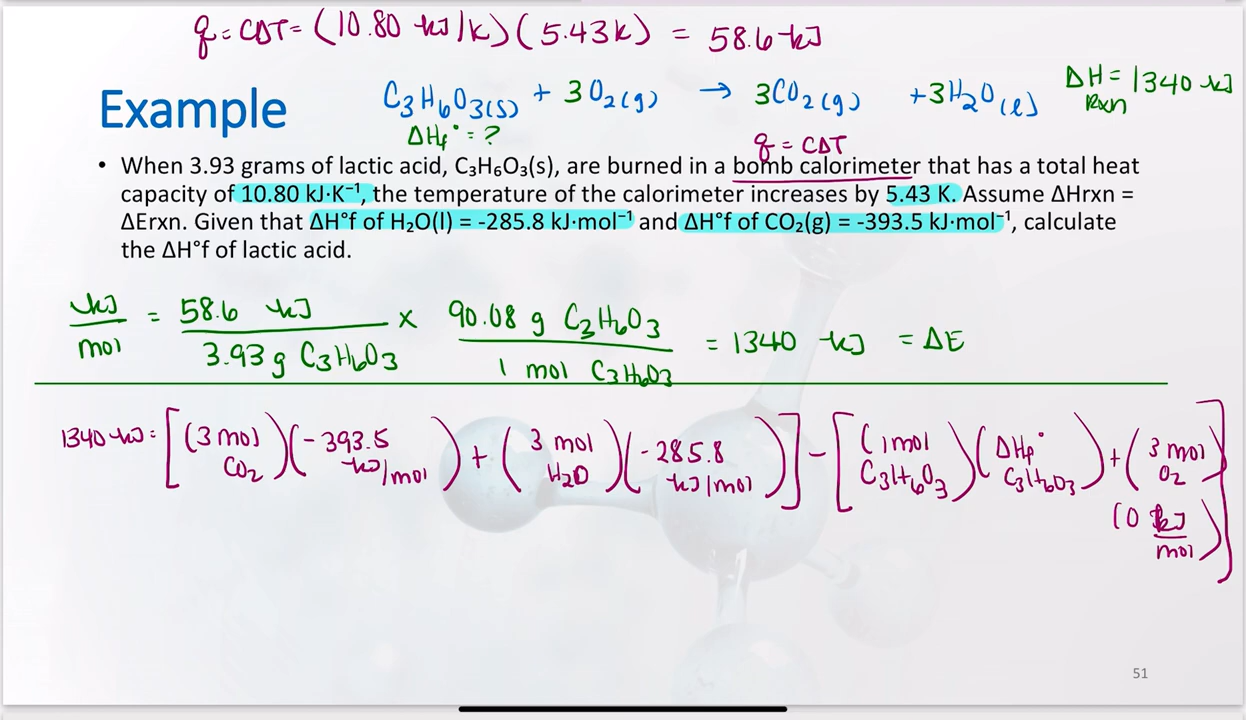 q = CΔT = (10.80 kJ/K)(5.43K) = 58.6 kJ
Example
C3H6O3(s) + 3O2(g) → 3CO2(g) + 3H2O(l) ΔH = 1340 kJ
Rxn
ΔHf° = ?
q = CΔT
• When 3.93 grams of lactic acid, C₃H₆O₃(s), are burned in a bomb calorimeter that has a total heat
capacity of 10.80 kJ·K⁻¹, the temperature of the calorimeter increases by 5.43 K. Assume ΔHrxn =
ΔErxn. Given that ΔH°f of H₂O(l) = -285.8 kJ·mol⁻¹ and ΔH°f of CO₂(g) = -393.5 kJ·mol⁻¹, calculate
the ΔH°f of lactic acid.
kJ = 58.6 kJ × 90.08 g C3H6O3 = 1340 kJ = ΔE
mol 3.93 g C3H6O3 1 mol C3H6O3
1340 kJ = [(3 mol CO2)(-393.5 kJ/mol) + (3 mol H2O)(-285.8 kJ/mol)] - [(1 mol C3H6O3)(ΔHf° C3H6O3) + (3 mol O2)
(0 kJ
mol)]
51